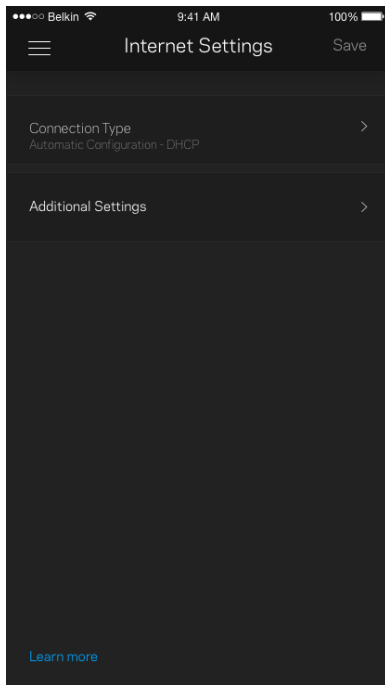 Belkin 9:41 AM 100%
Internet Settings Save
Connection Type
Automatic Configuration - DHCP
Additional Settings
Learn more